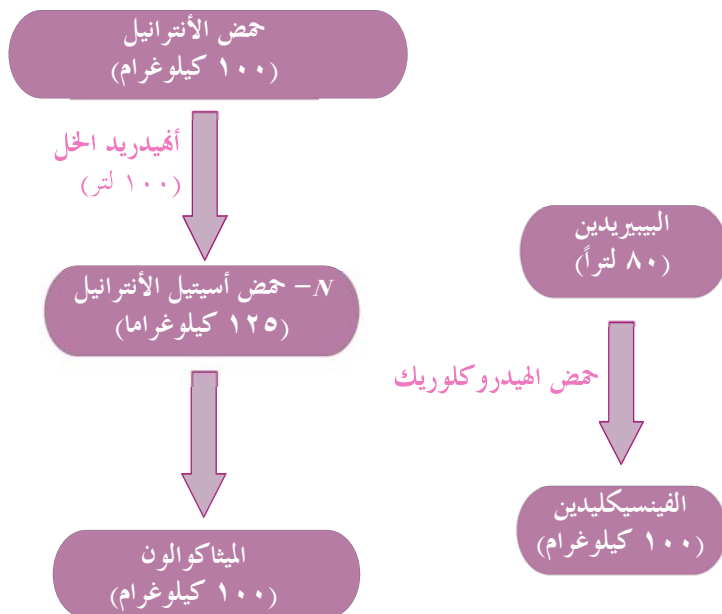 حمض الأنترانيل
(١٠٠ كيلوغرام)
أنهيدريد الخل
(١٠٠ لتر)
N– حمض أسيتيل الأنترانيل
(١٢٥ كيلوغراما)
الميثاكوالون
(١٠٠ كيلوغرام)
البيبيريدين
(٨٠ لتراً)
حمض الهيدروكلوريك
الفينسيكليدين
(١٠٠ كيلوغرام)